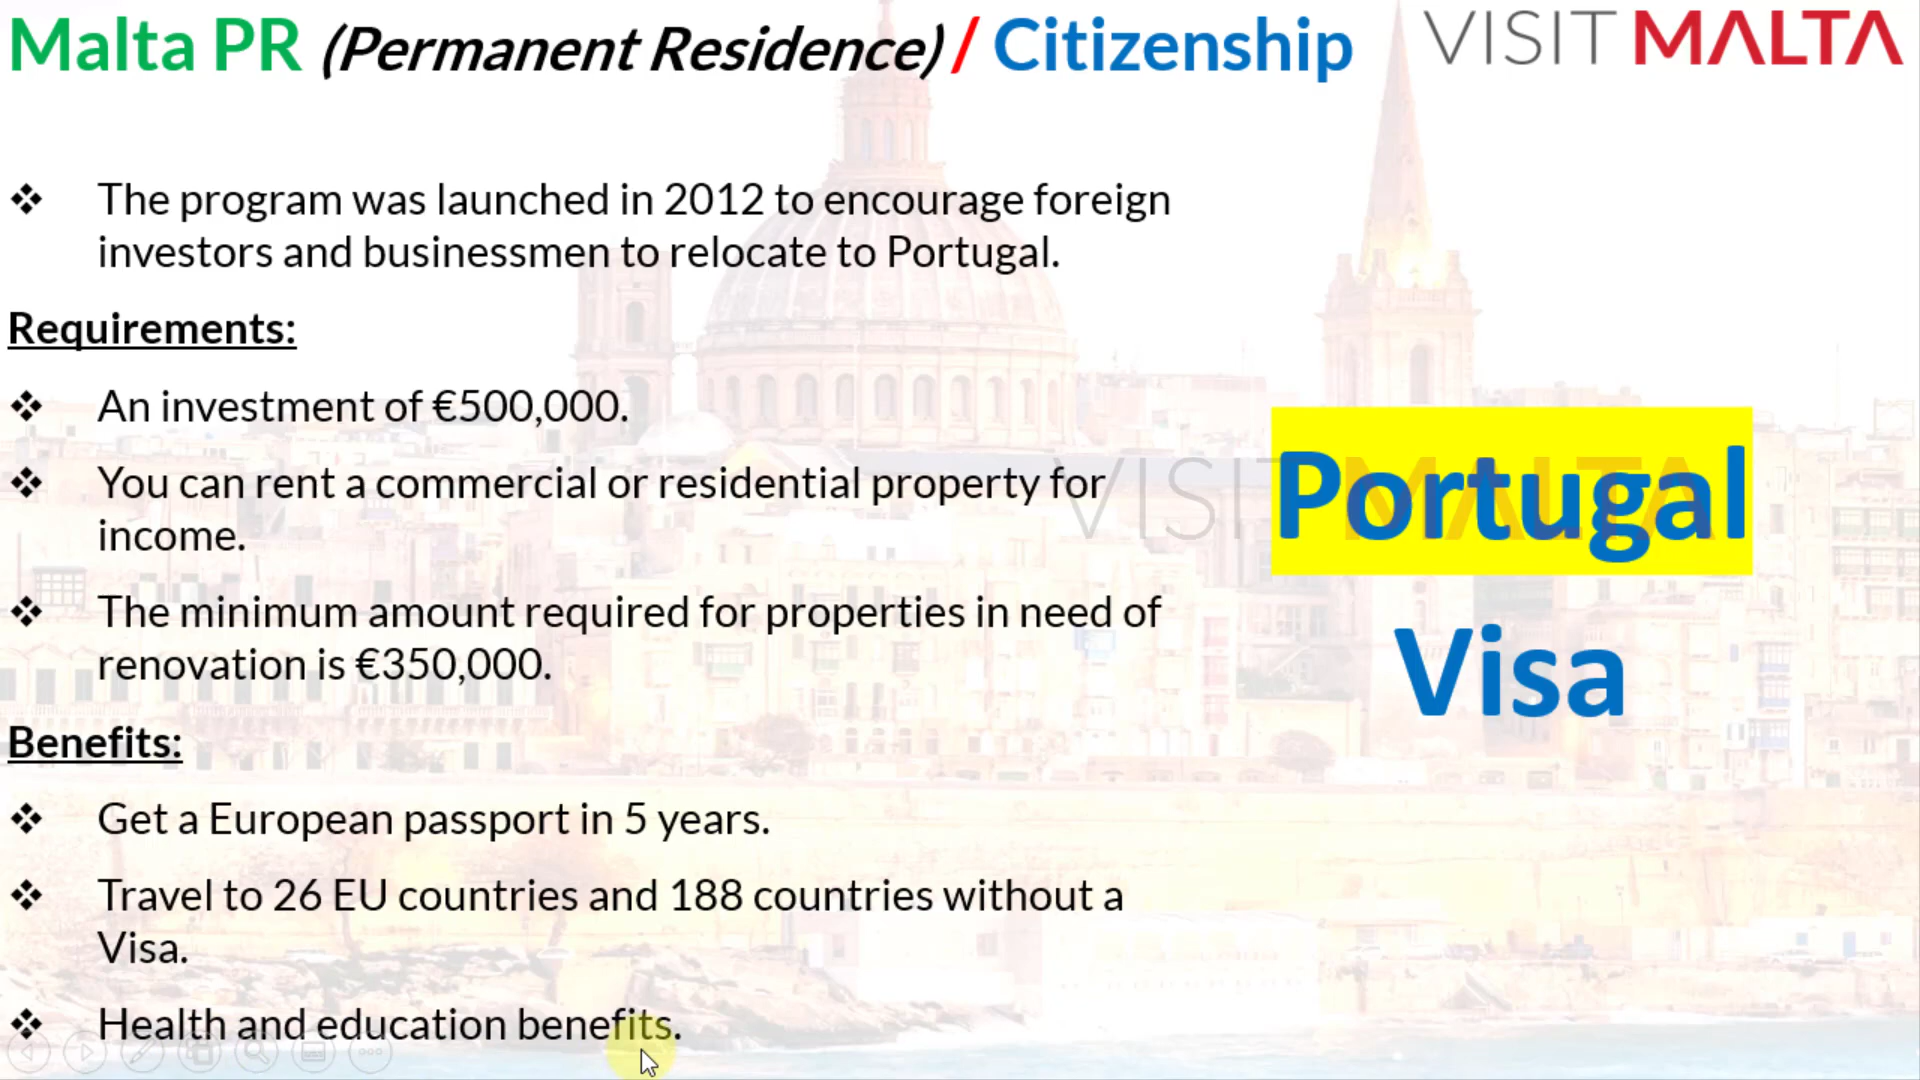 Malta PR (Permanent Residence) / Citizenship
VISIT MALTA
❖ The program was launched in 2012 to encourage foreign
investors and businessmen to relocate to Portugal.
Requirements:
❖ An investment of €500,000.
❖ You can rent a commercial or residential property for
income.
❖ The minimum amount required for properties in need of
renovation is €350,000.
Benefits:
❖ Get a European passport in 5 years.
❖ Travel to 26 EU countries and 188 countries without a
Visa.
❖ Health and education benefits.
VISIT MALTA
Portugal
Visa